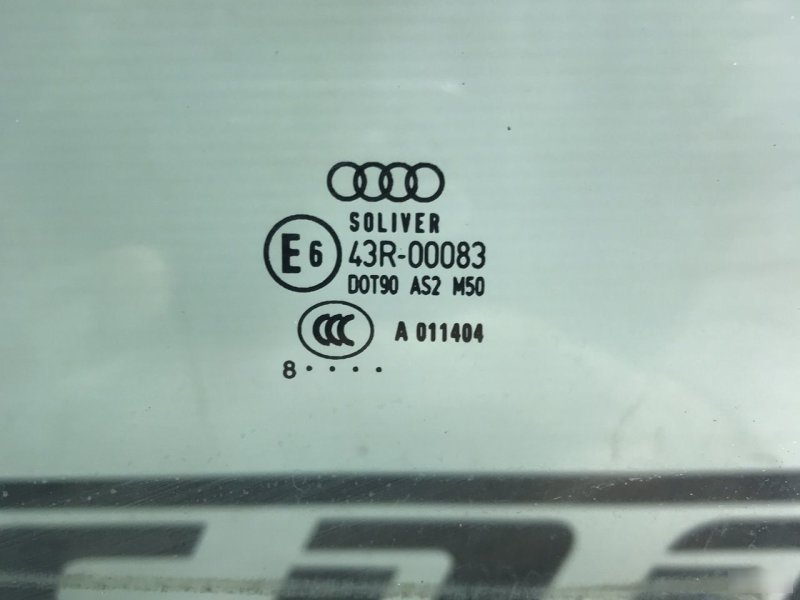 SOLIVER
E6 43R-00083
DOT90 AS2 M50
CCC A 011404
8····